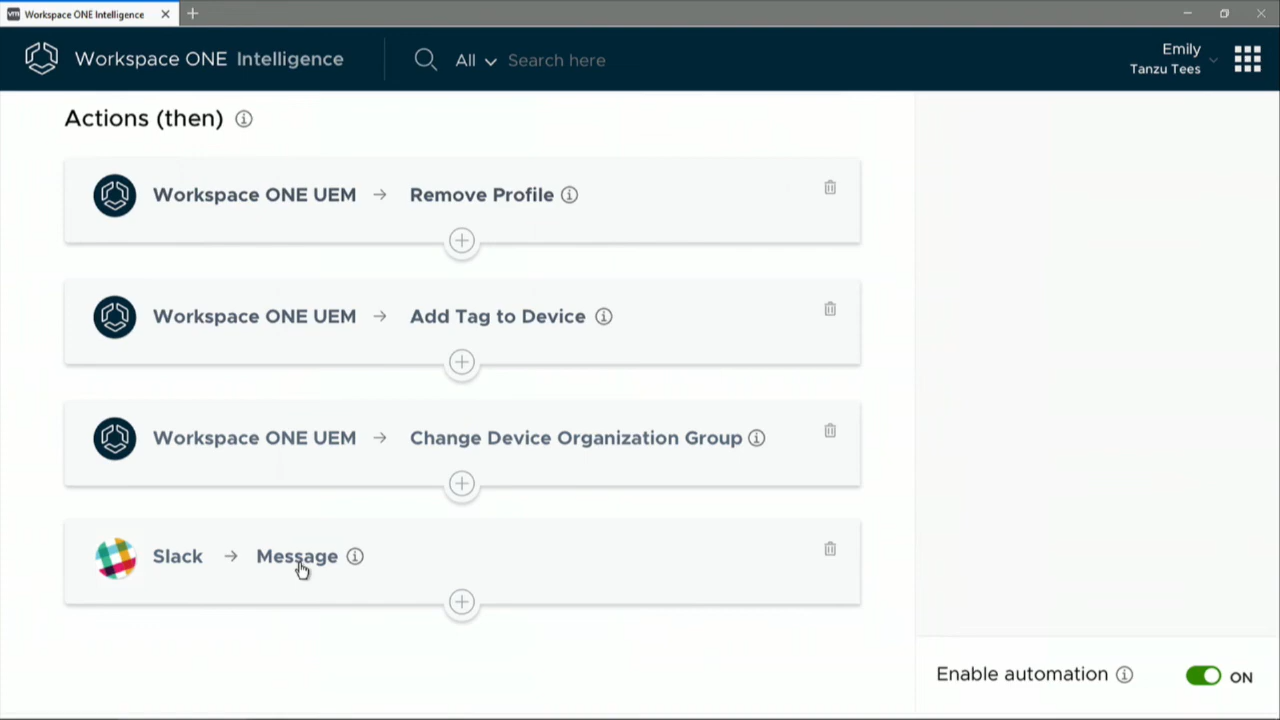 vm Workspace ONE Intelligence
Workspace ONE Intelligence
All
Search here
Emily
Tanzu Tees
Actions (then)
Workspace ONE UEM → Remove Profile
Workspace ONE UEM → Add Tag to Device
Workspace ONE UEM → Change Device Organization Group
Slack → Message
Enable automation
ON